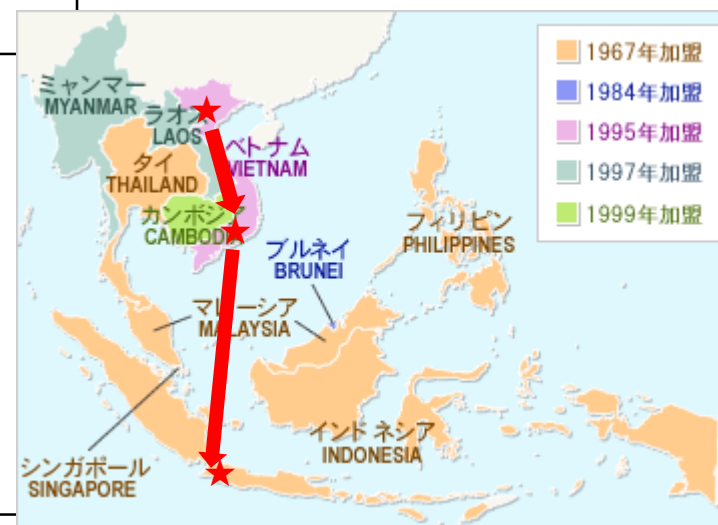 1967年加盟
1984年加盟
1995年加盟
1997年加盟
1999年加盟
ミャンマー
MYANMAR
ラオス
LAOS
ベトナム
VIETNAM
タイ
THAILAND
カンボジア
CAMBODIA
フィリピン
PHILIPPINES
ブルネイ
BRUNEI
マレーシア
MALAYSIA
インドネシア
INDONESIA
シンガポール
SINGAPORE